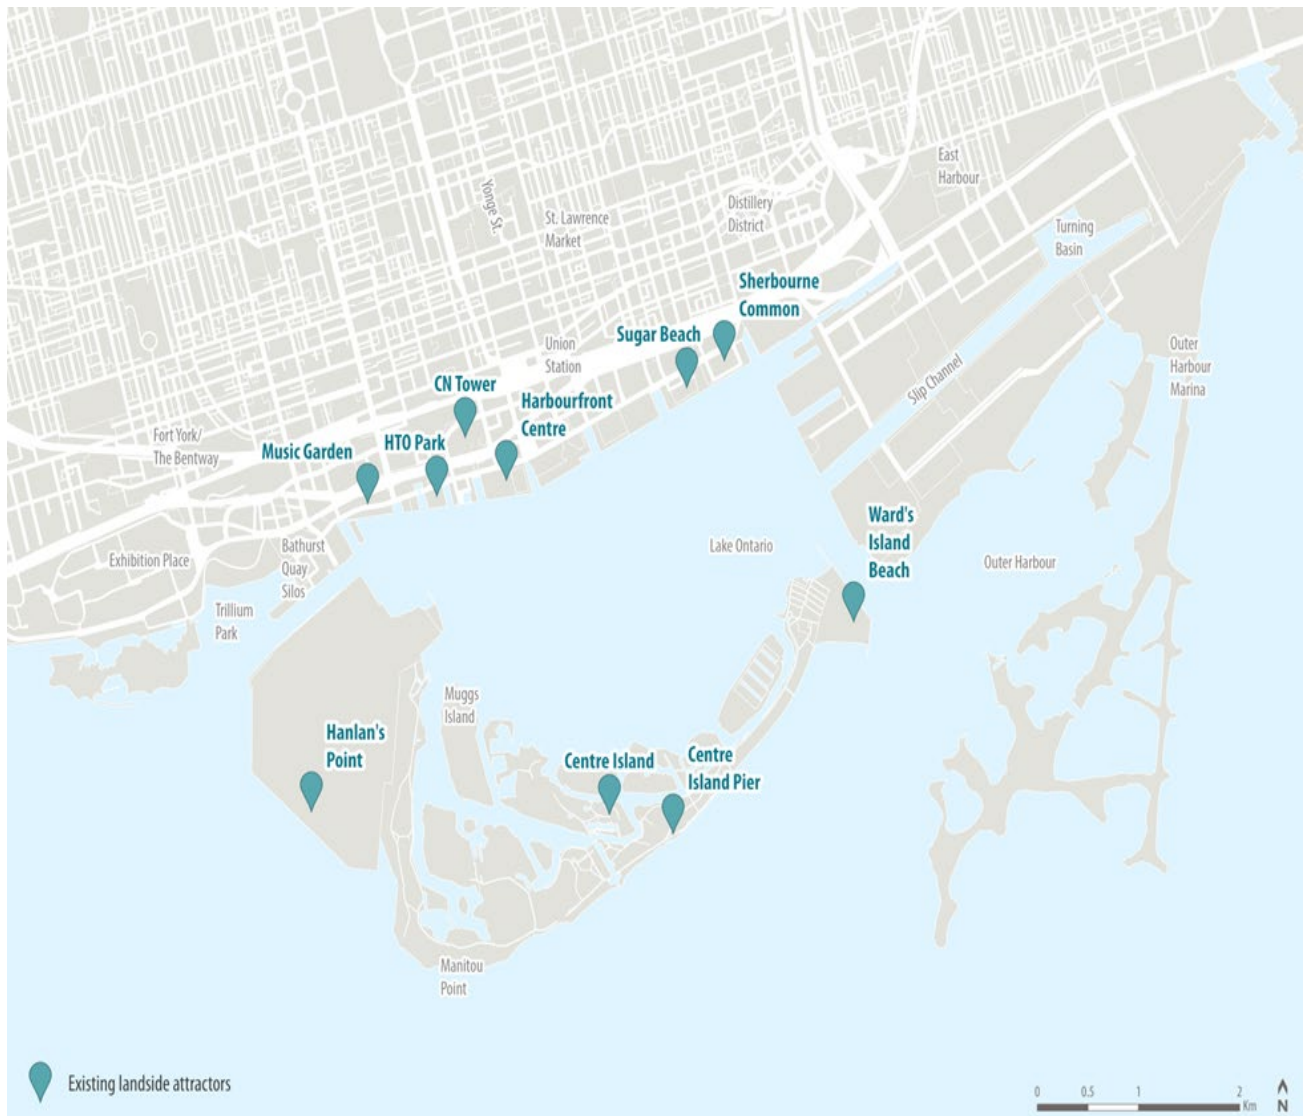 East
Harbour
Yonge St.
Distillery
District
St. Lawrence
Market
Turning
Basin
Sherbourne
Common
Sugar Beach
Union
Station
Outer
Harbour
Marina
Slip Channel
CN Tower
Harbourfront
Centre
Fort York/
The Bentway
Music Garden
HTO Park
Ward's
Island
Beach
Lake Ontario
Outer Harbour
Exhibition Place
Bathurst
Quay
Silos
Trillium
Park
Muggs
Island
Hanlan's
Point
Centre Island
Centre
Island Pier
Manitou
Point
Existing landside attractors
0 0.5 1 2
Km
N